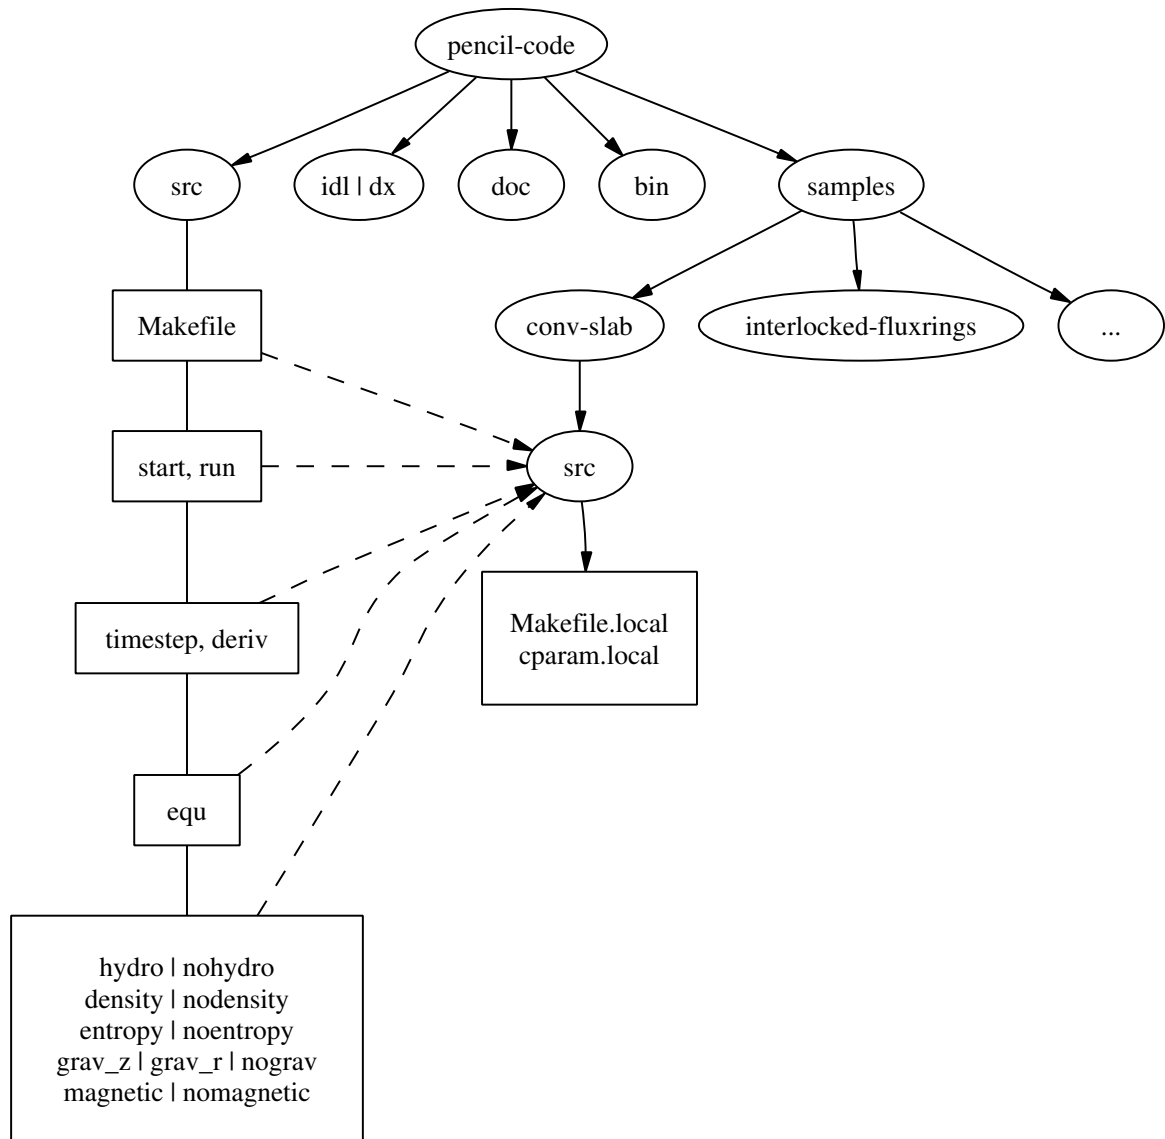 pencil-code
src
idl | dx
doc
bin
samples
Makefile
conv-slab
interlocked-fluxrings
...
start, run
src
timestep, deriv
Makefile.local
cparam.local
equ
hydro | nohydro
density | nodensity
entropy | noentropy
grav_z | grav_r | nograv
magnetic | nomagnetic